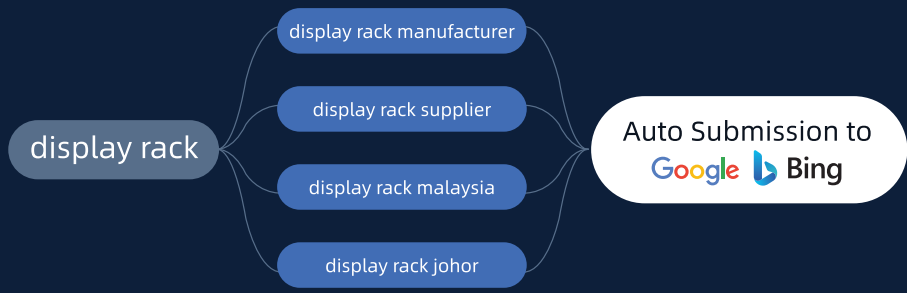 display rack
display rack manufacturer
display rack supplier
display rack malaysia
display rack johor
Auto Submission to
Google Bing